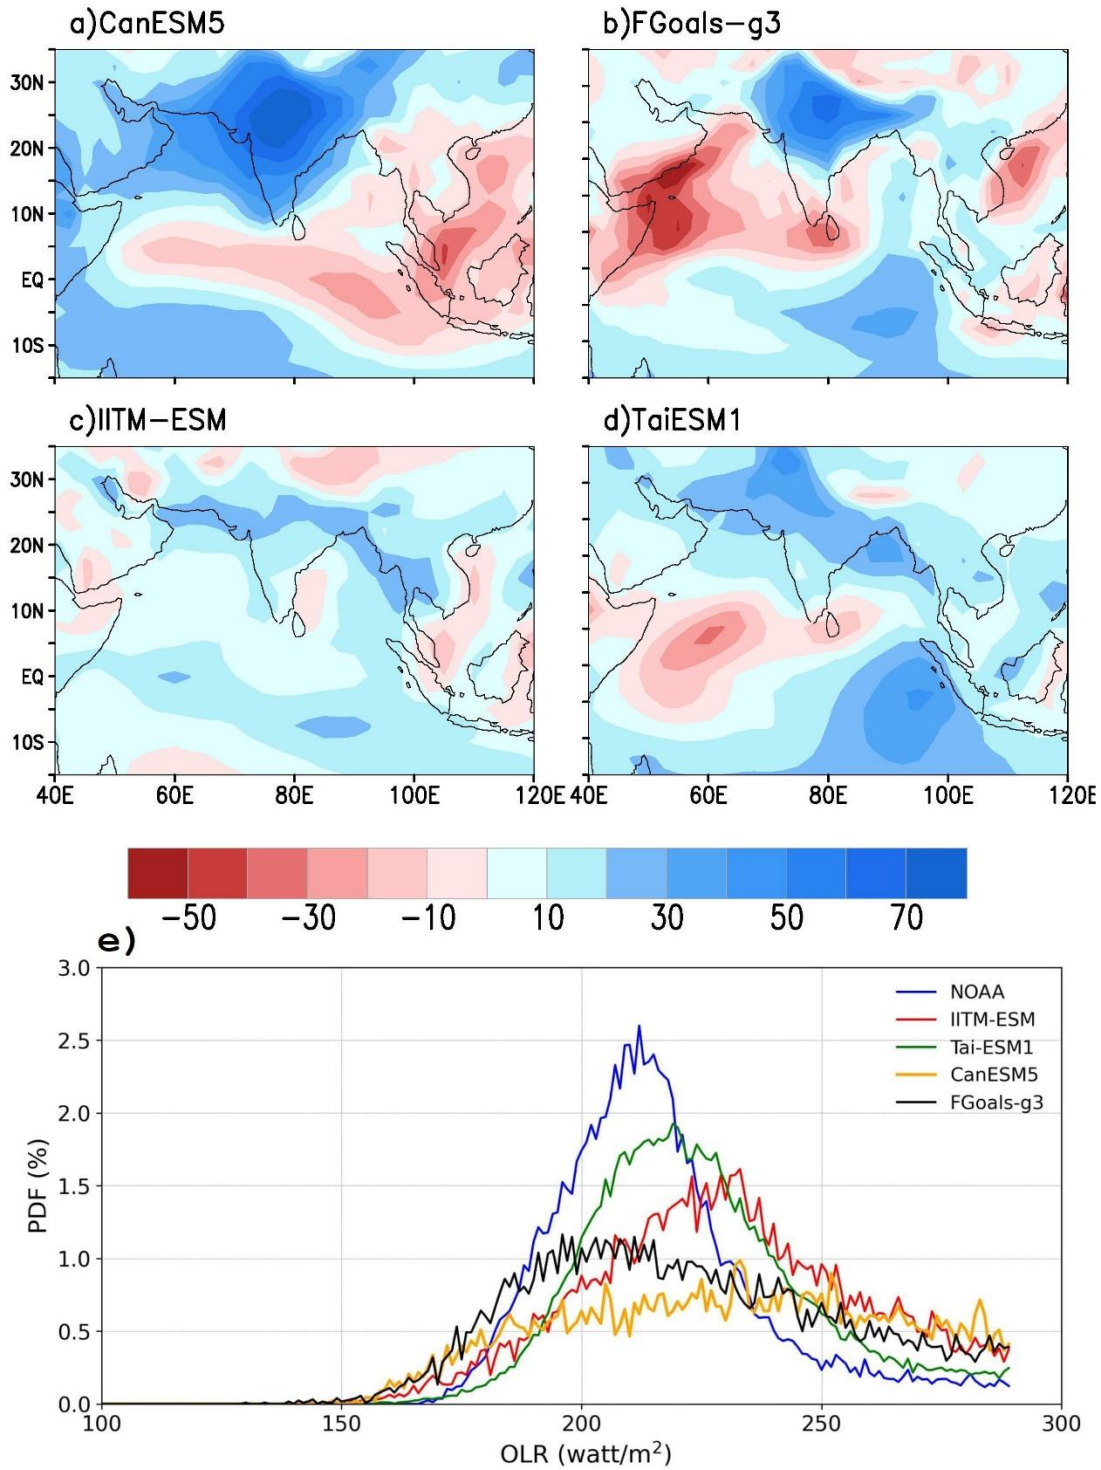 a)CanESM5
b)FGoals-g3
30N
20N
10N
EQ
10S
c)IITM-ESM
d)TaiESM1
30N
20N
10N
EQ
10S
40E 60E 80E 100E 120E
40E 60E 80E 100E 120E
-50 -30 -10 10 30 50 70
e)
3.0
2.5
2.0
1.5
1.0
0.5
0.0
PDF (%)
NOAA
IITM-ESM
Tai-ESM1
CanESM5
FGoals-g3
100 150 200 250 300
OLR (watt/m²)